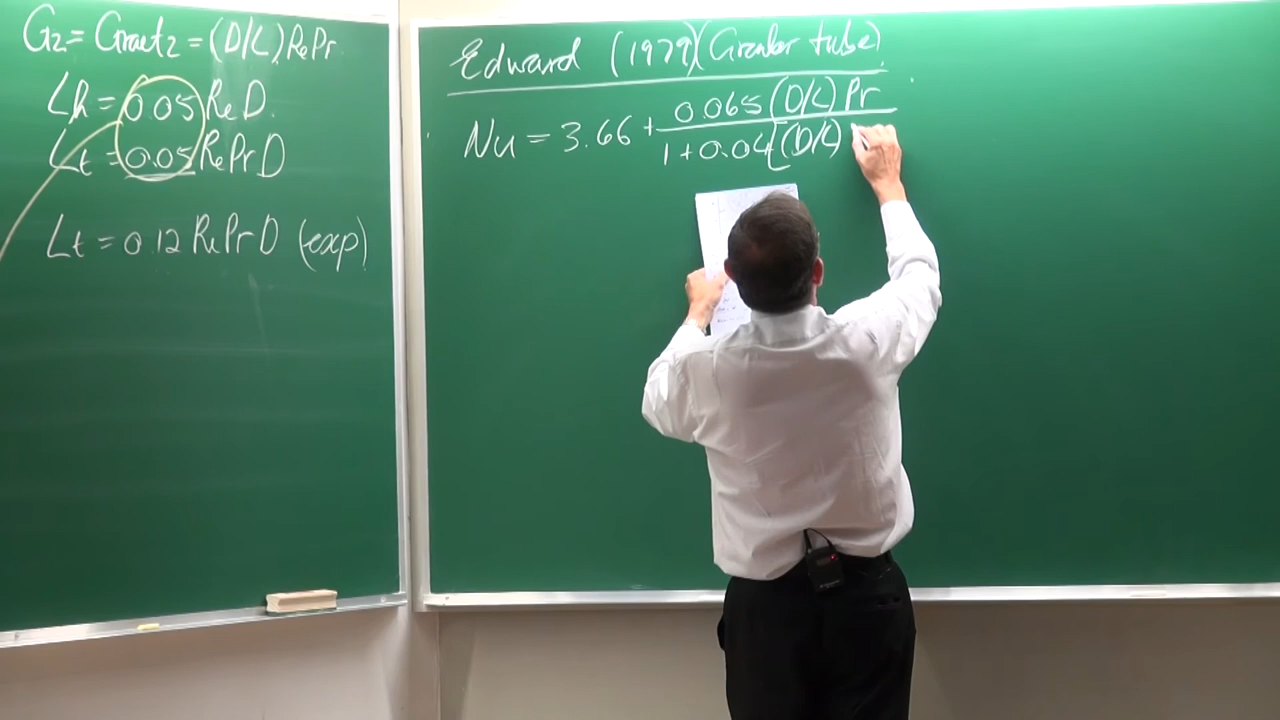 Gz = Graetz = (D/L) Re Pr
Lh = 0.05 Re D
Lt = 0.05 Re Pr D
Lt = 0.12 Re Pr D (exp)
Edward (1979) (Circular tube)
Nu = 3.66 + 0.065 (D/L) Pr
1 + 0.04 [(D/L)